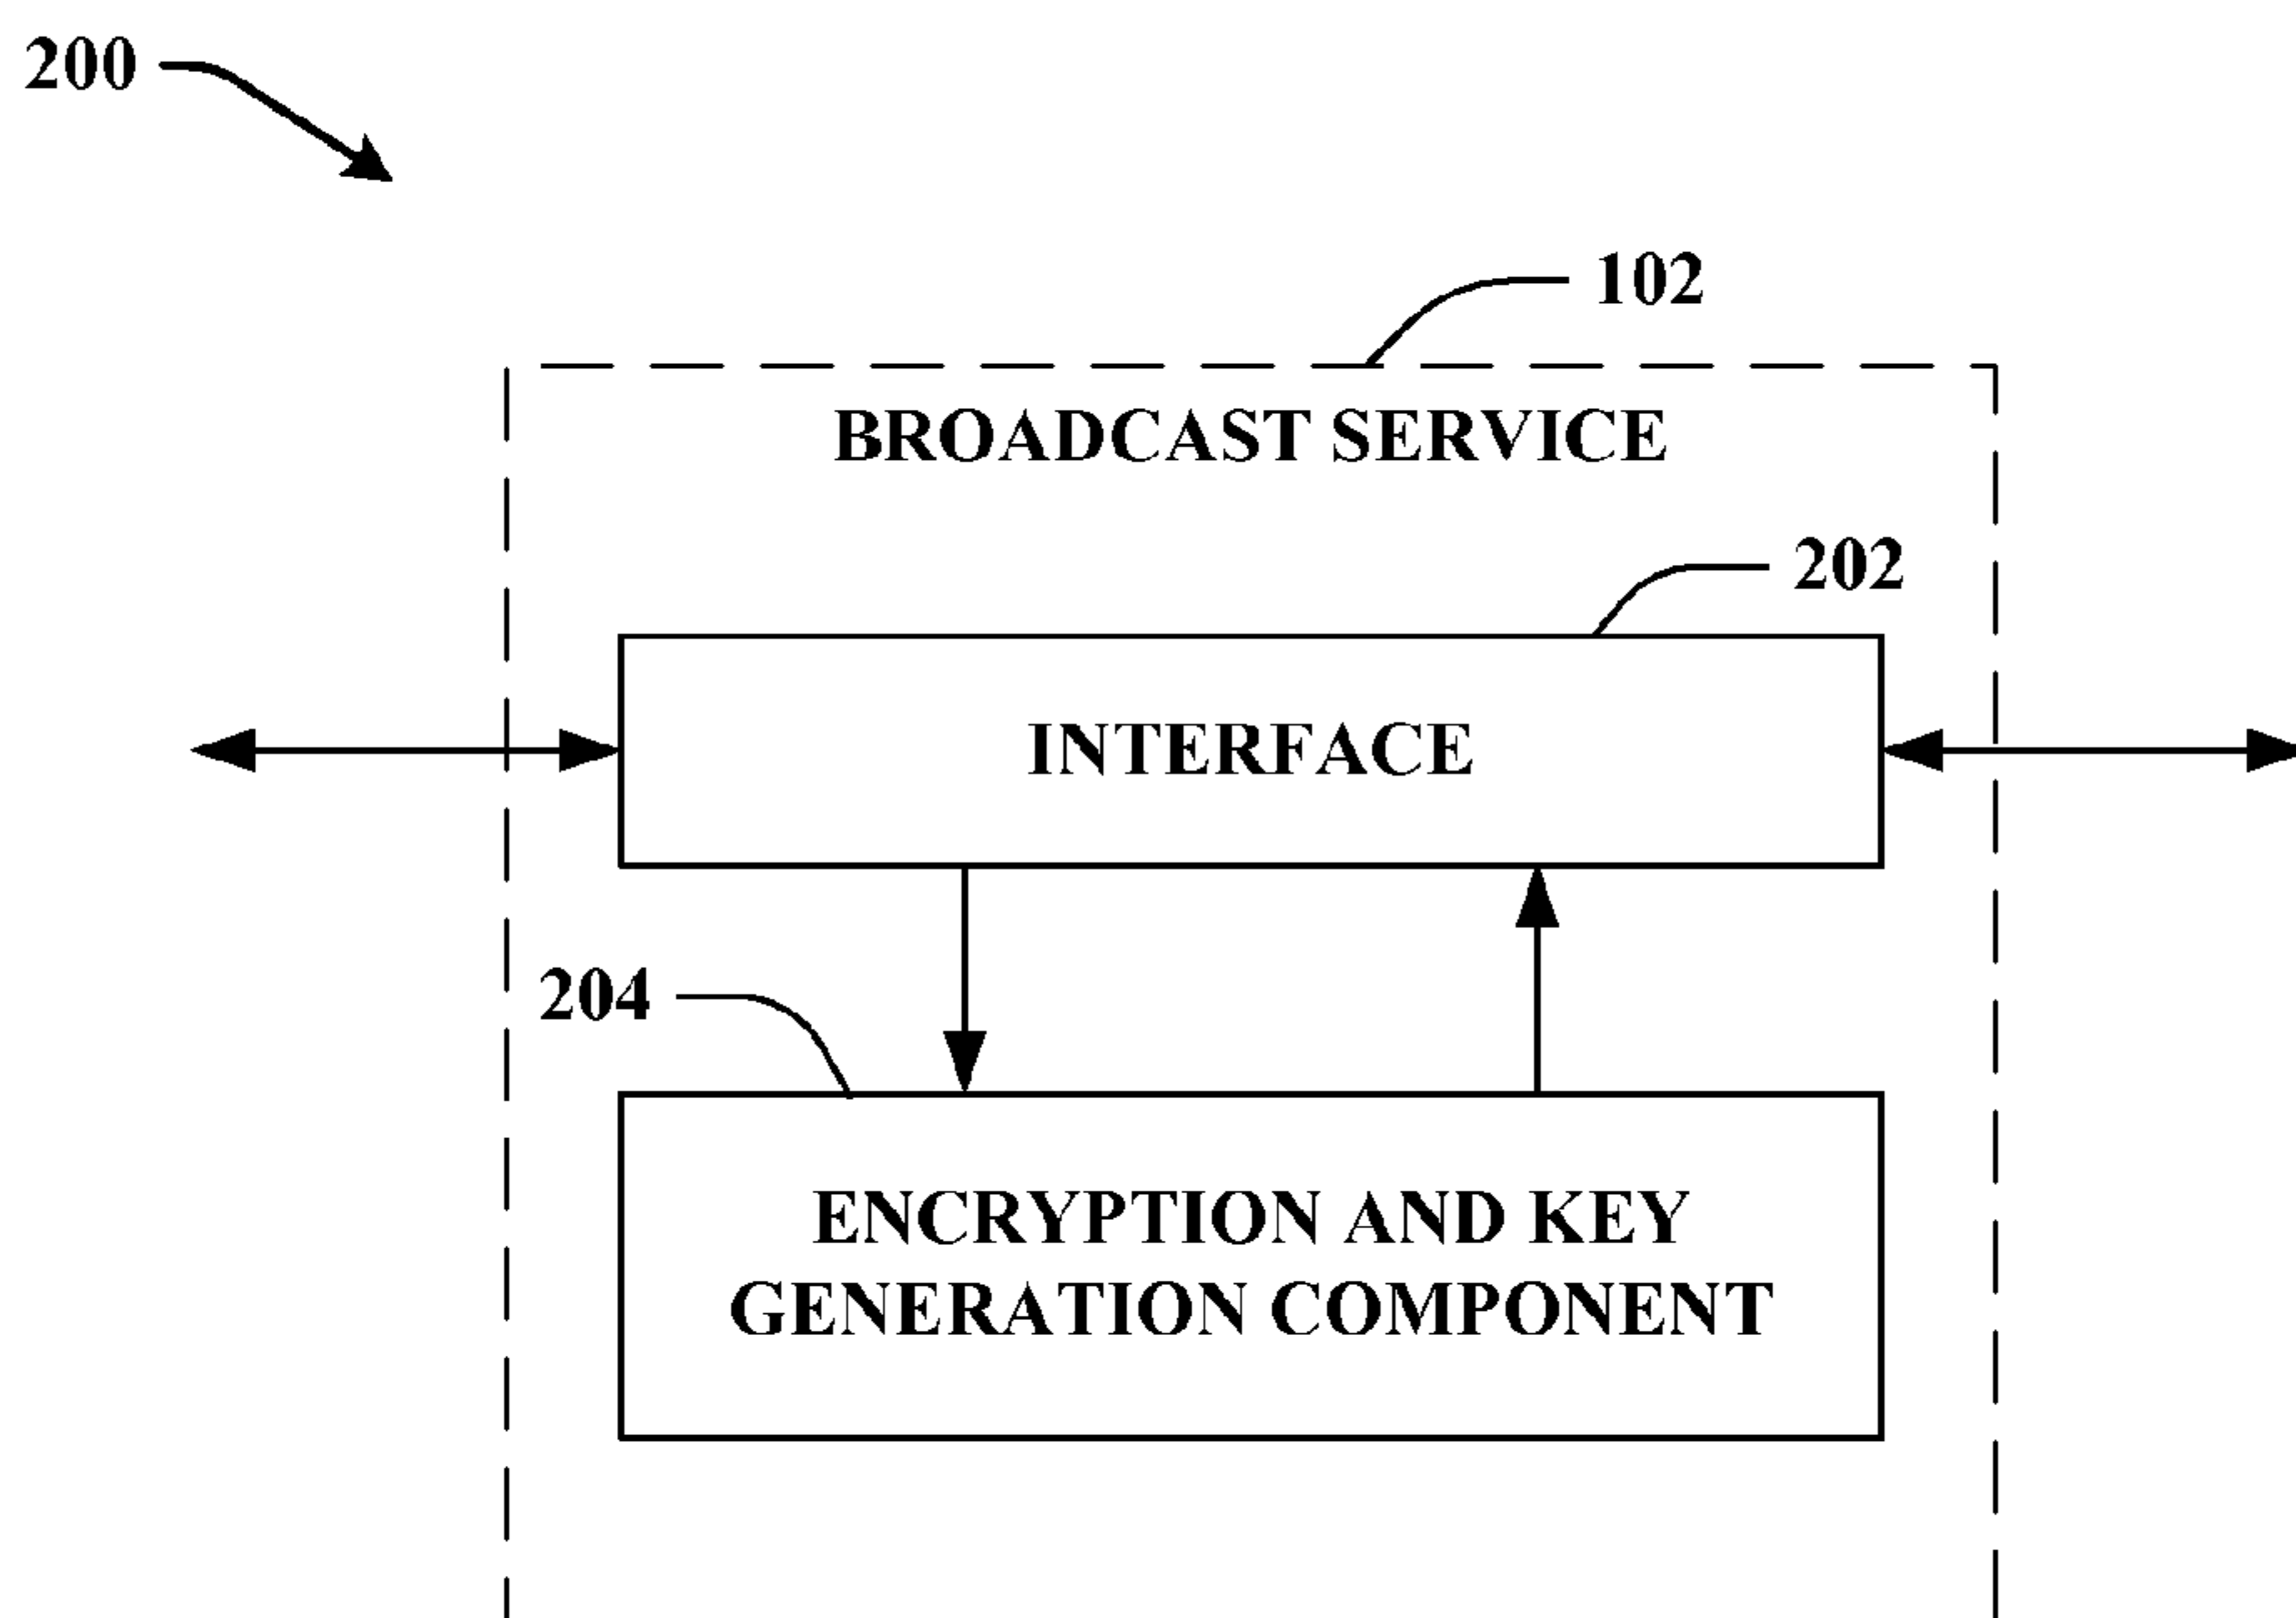 200
102
BROADCAST SERVICE
202
INTERFACE
204
ENCRYPTION AND KEY
GENERATION COMPONENT